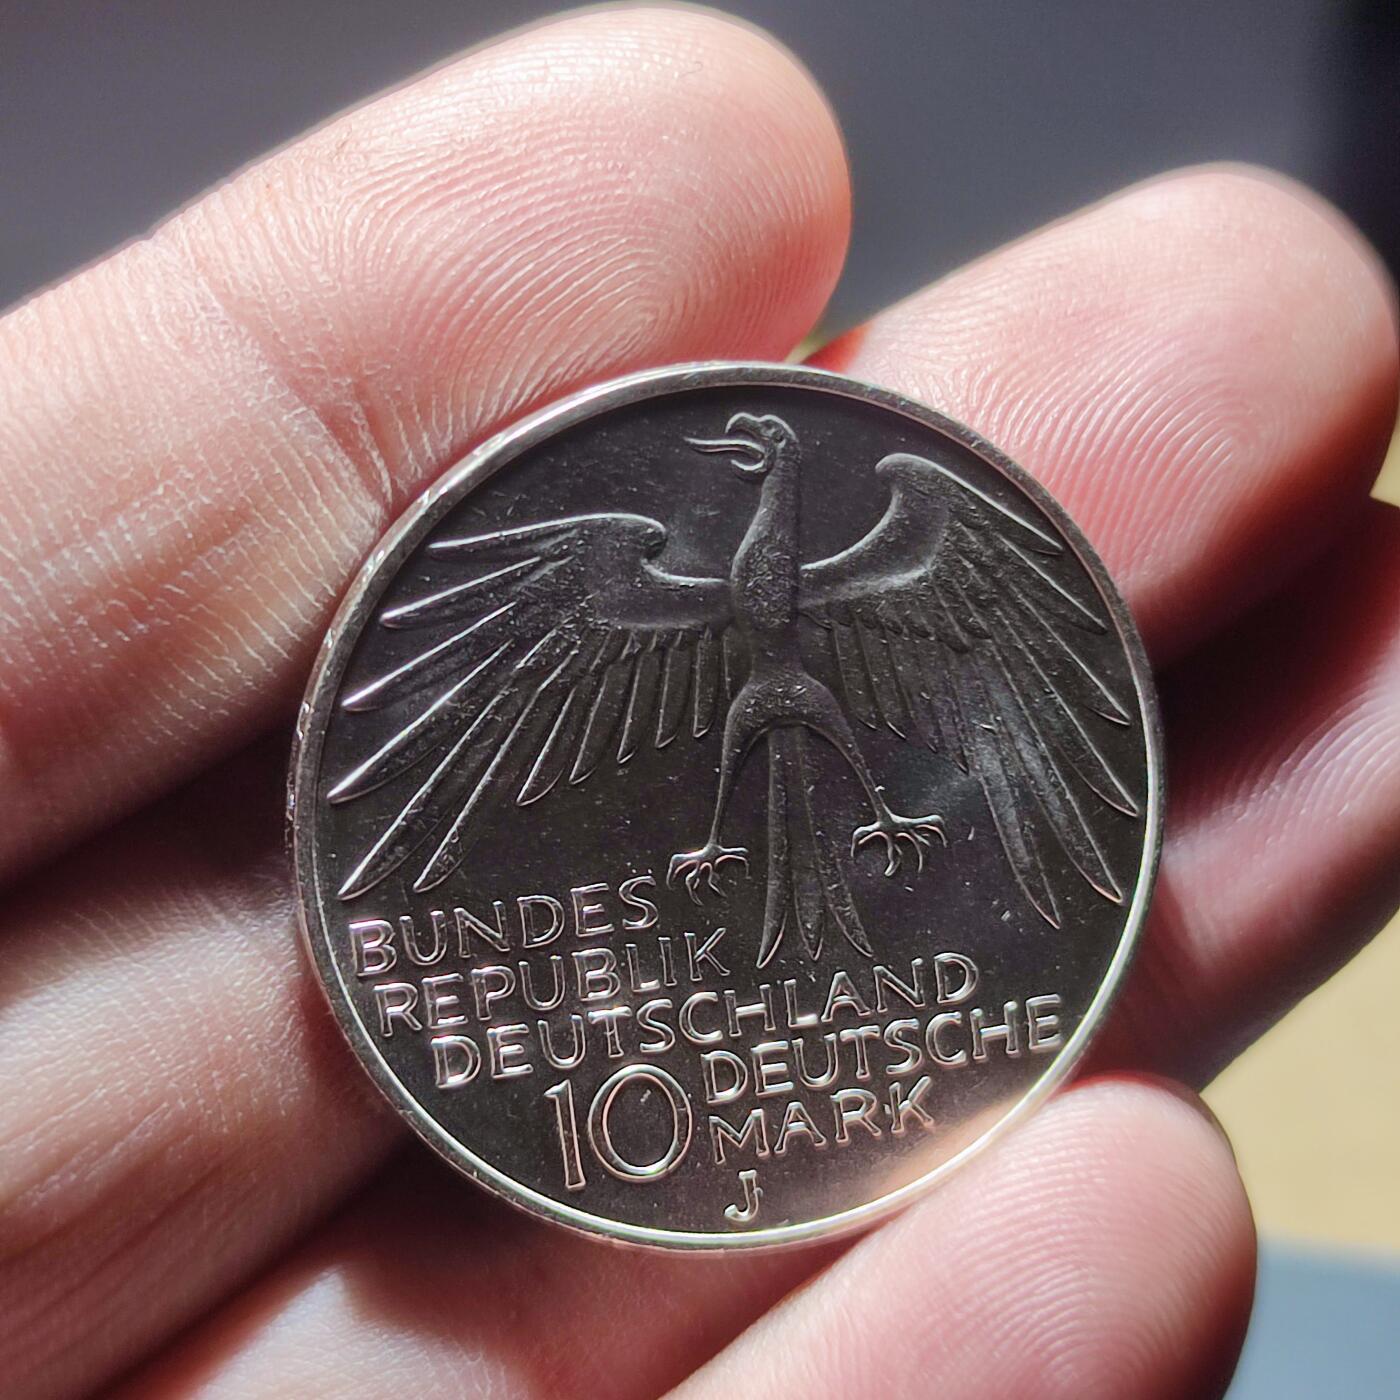 BUNDES
REPUBLIK
DEUTSCHLAND
10 DEUTSCHE
MARK
J